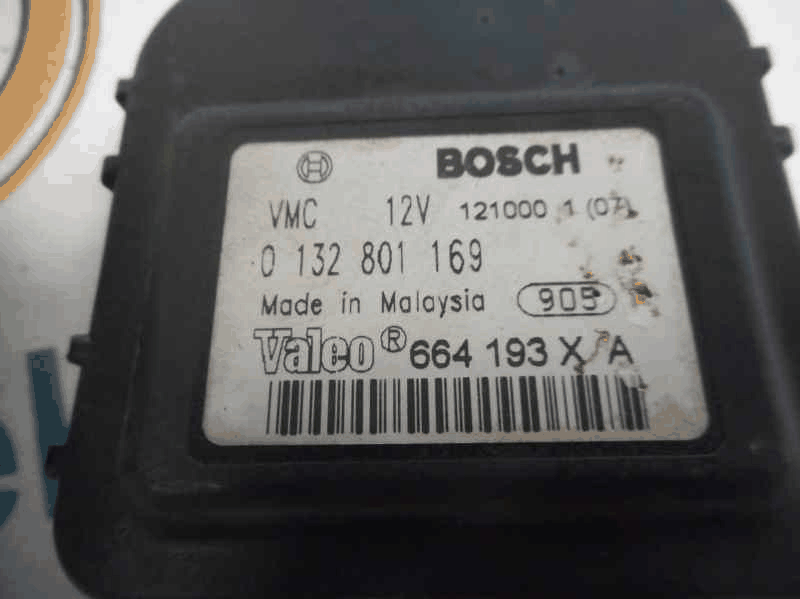 BOSCH
VMC 12V 121000 1 (07)
0 132 801 169
Made in Malaysia 905
Valeo® 664 193 X A